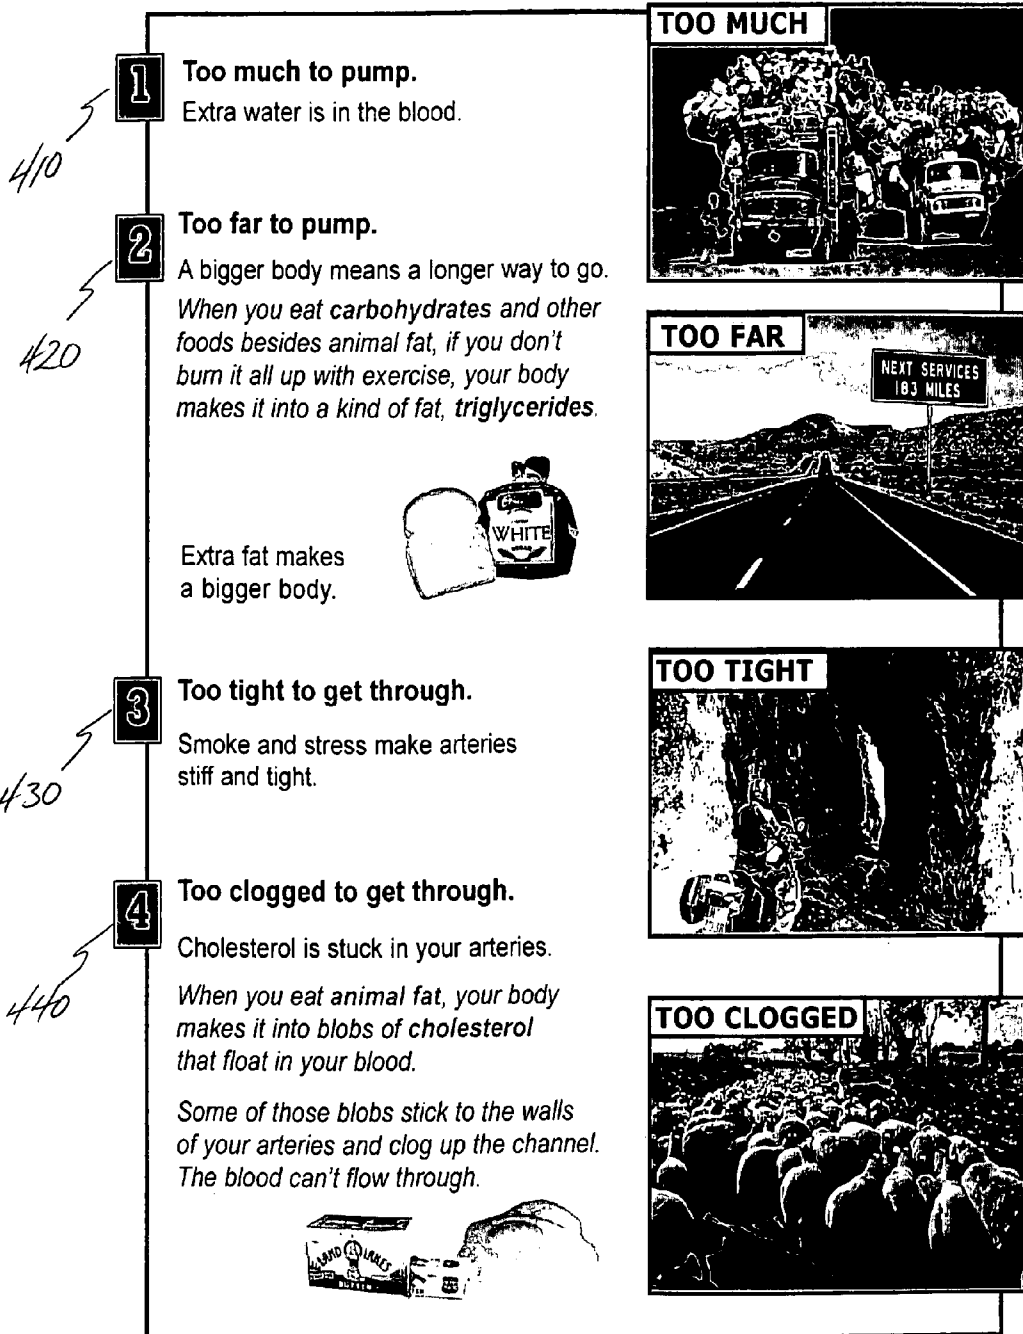 TOO MUCH
1
Too much to pump.
Extra water is in the blood.
410
2
Too far to pump.
A bigger body means a longer way to go.
When you eat carbohydrates and other
foods besides animal fat, if you don't
burn it all up with exercise, your body
makes it into a kind of fat, triglycerides.
420
TOO FAR
NEXT SERVICES
183 MILES
WHITE
Extra fat makes
a bigger body.
3
Too tight to get through.
Smoke and stress make arteries
stiff and tight.
430
TOO TIGHT
4
Too clogged to get through.
Cholesterol is stuck in your arteries.
When you eat animal fat, your body
makes it into blobs of cholesterol
that float in your blood.
Some of those blobs stick to the walls
of your arteries and clog up the channel.
The blood can't flow through.
440
TOO CLOGGED
LAND LAKES